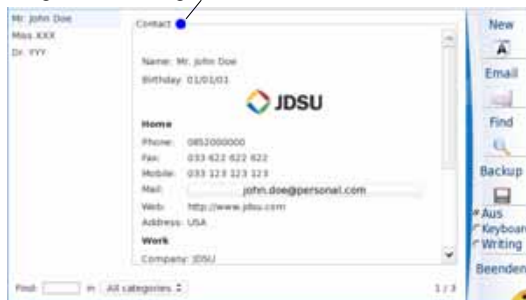 Mr. John Doe
Miss XXX
Dr. YYY
Contact
Name: Mr. John Doe
Birthday: 01/01/01
JDSU
Home
Phone: 0852000000
Fax: 033 622 622 622
Mobile: 033 123 123 123
Mail: john.doe@personal.com
Web: http://www.jdsu.com
Address: USA
Work
Company: JDSU
Find: in All categories
1 / 3
New
Email
Find
Backup
Aus
Keyboar
Writing
Beenden